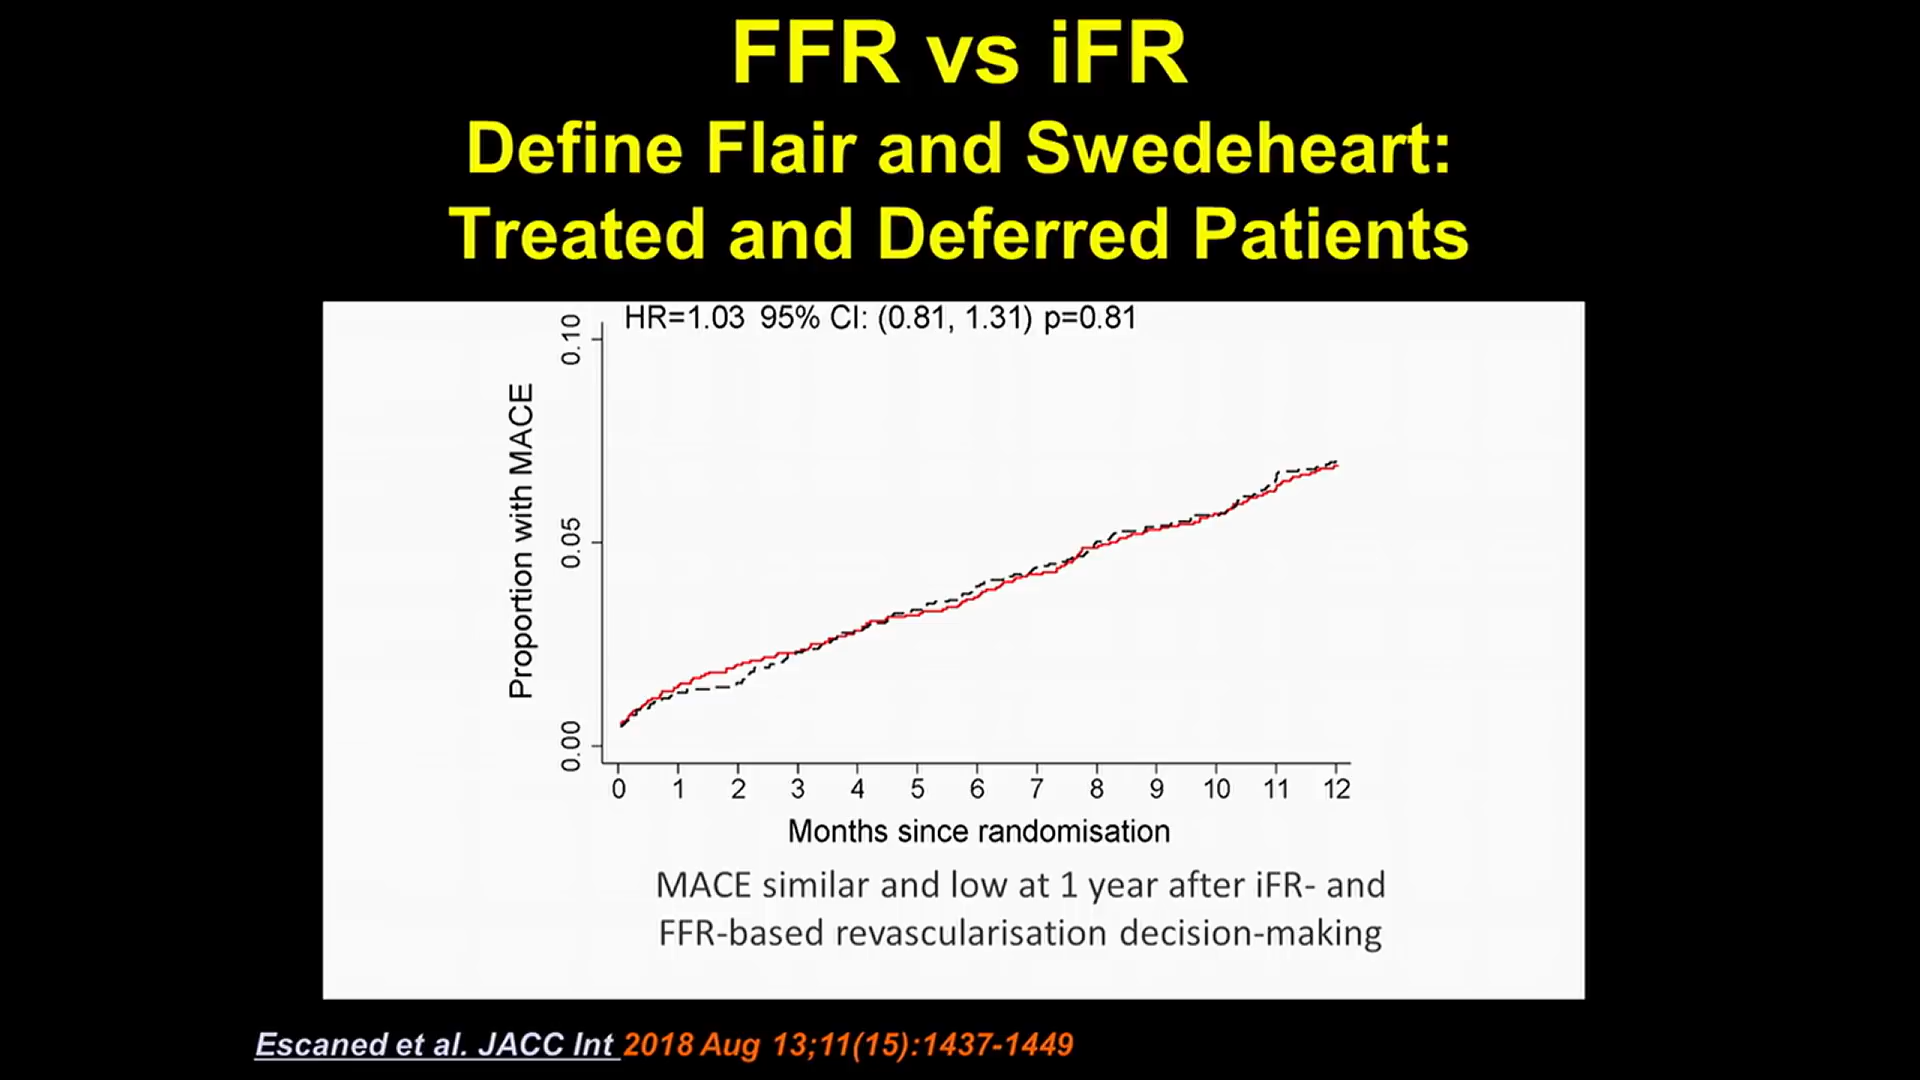 FFR vs iFR
Define Flair and Swedeheart:
Treated and Deferred Patients
HR=1.03 95% CI: (0.81, 1.31) p=0.81
Proportion with MACE
0.10
0.05
0.00
0 1 2 3 4 5 6 7 8 9 10 11 12
Months since randomisation
MACE similar and low at 1 year after iFR- and
FFR-based revascularisation decision-making
Escaned et al. JACC Int 2018 Aug 13;11(15):1437-1449